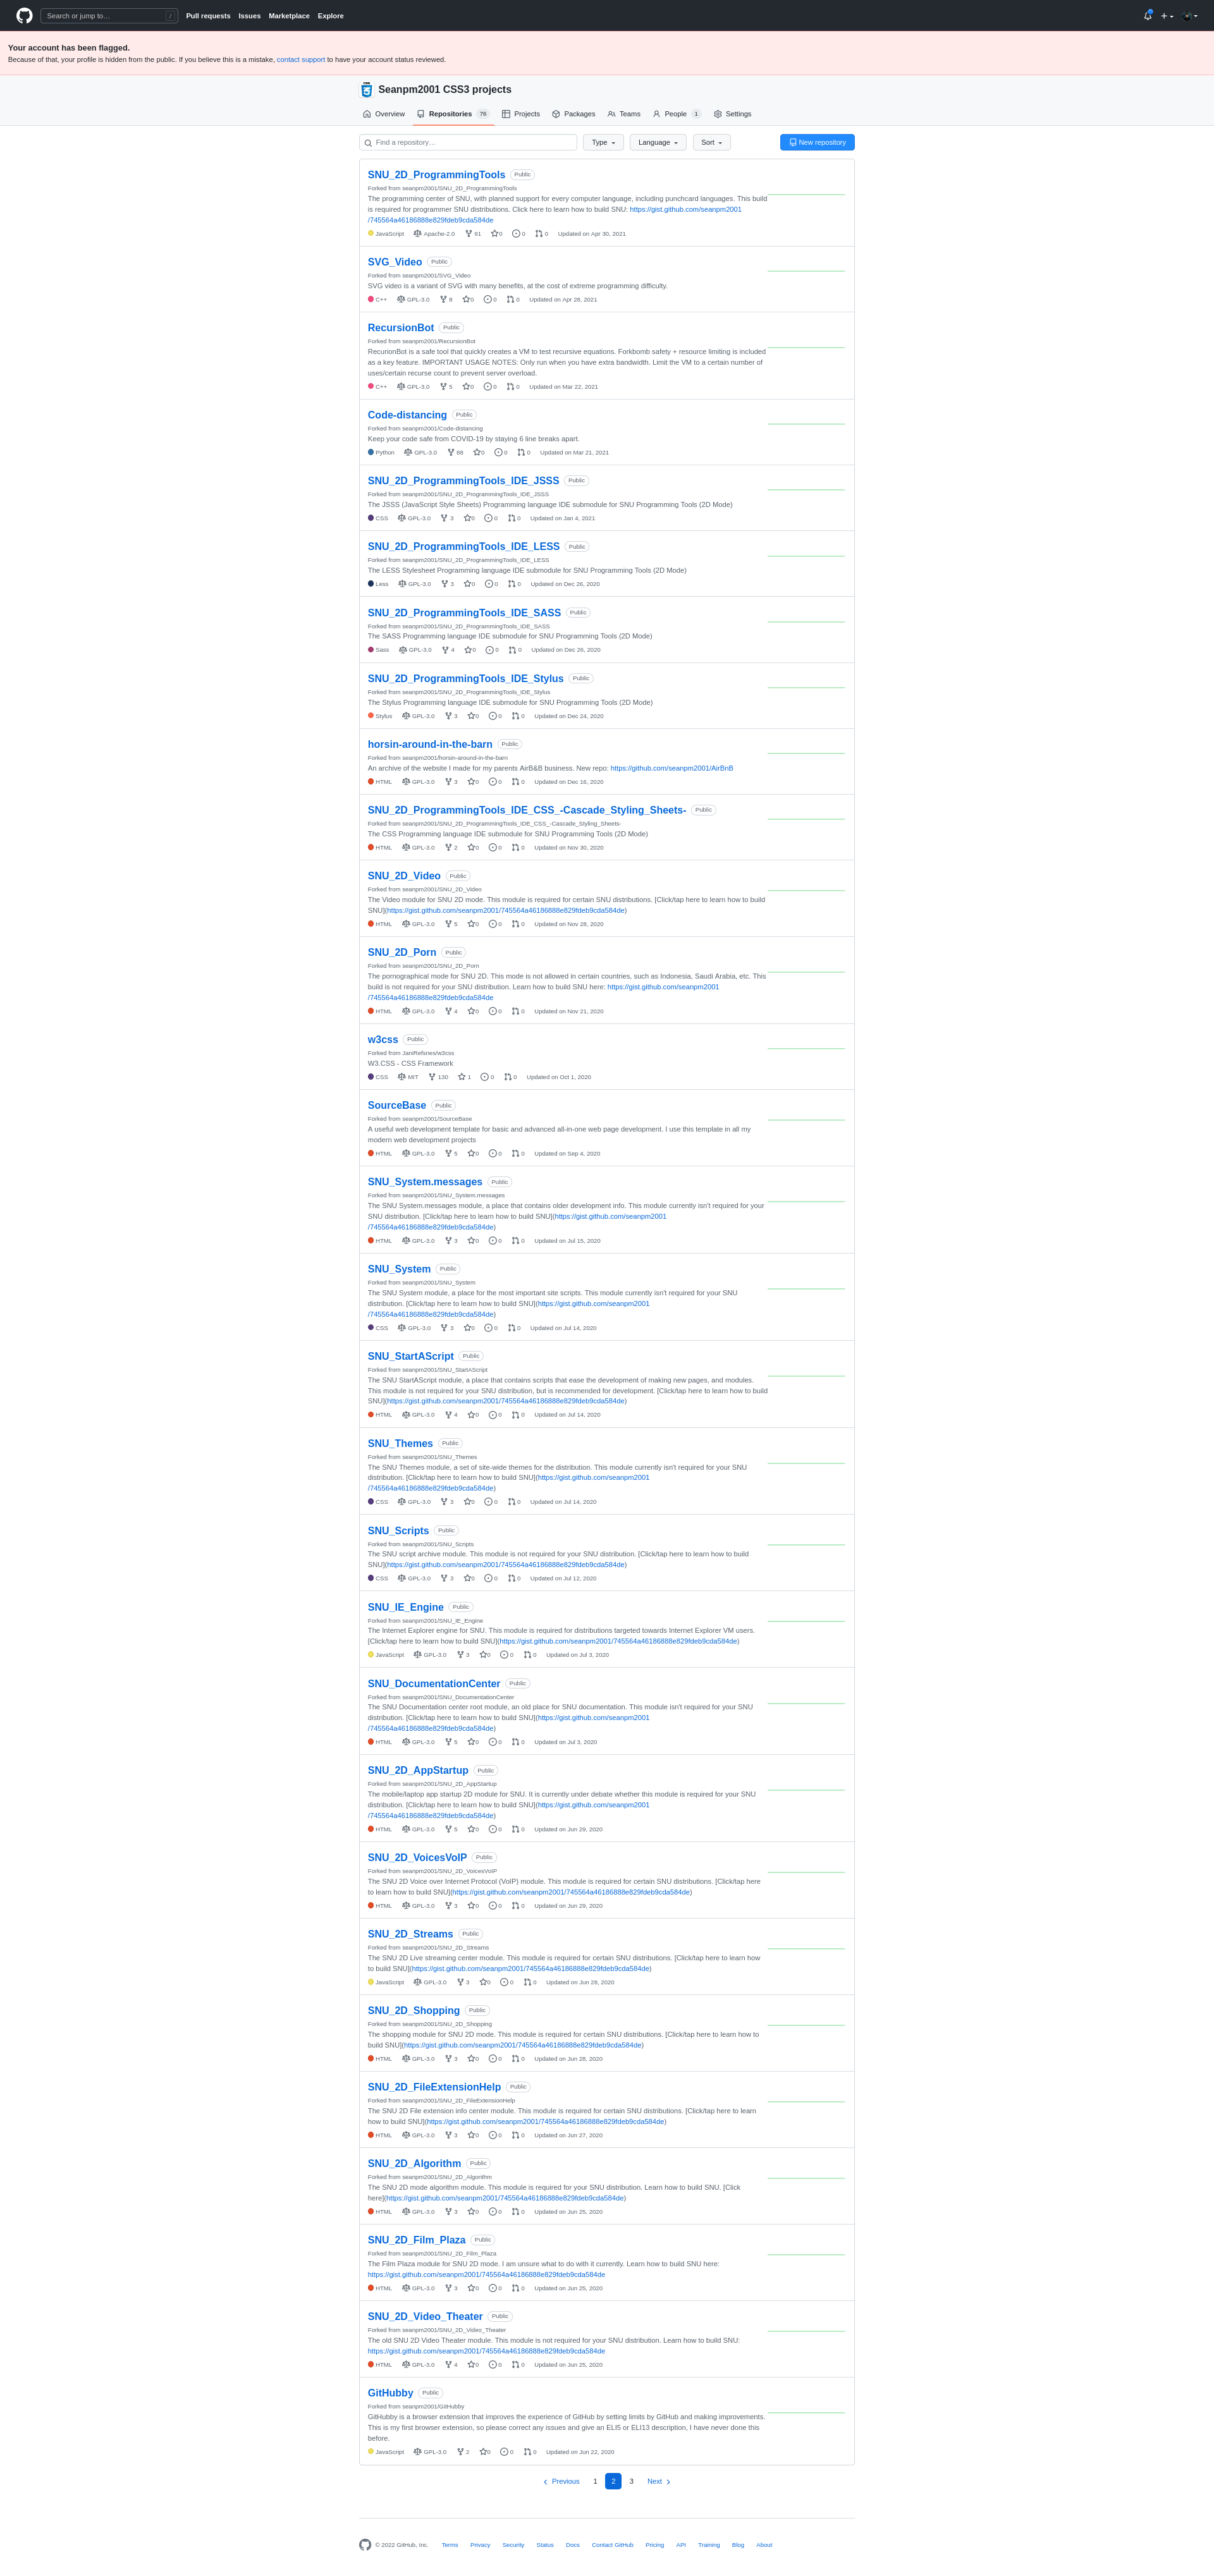 Search or jump to… /
Pull requests Issues Marketplace Explore
Your account has been flagged.
Because of that, your profile is hidden from the public. If you believe this is a mistake, contact support to have your account status reviewed.
Seanpm2001 CSS3 projects
Overview Repositories 76 Projects Packages Teams People 1 Settings
Find a repository… Type Language Sort New repository
SNU_2D_ProgrammingTools Public
Forked from seanpm2001/SNU_2D_ProgrammingTools
The programming center of SNU, with planned support for every computer language, including punchcard languages. This build
is required for programmer SNU distributions. Click here to learn how to build SNU: https://gist.github.com/seanpm2001
/745564a46186888e829fdeb9cda584de
JavaScript Apache-2.0 91 0 0 0 Updated on Apr 30, 2021
SVG_Video Public
Forked from seanpm2001/SVG_Video
SVG video is a variant of SVG with many benefits, at the cost of extreme programming difficulty.
C++ GPL-3.0 8 0 0 0 Updated on Apr 28, 2021
RecursionBot Public
Forked from seanpm2001/RecursionBot
RecurionBot is a safe tool that quickly creates a VM to test recursive equations. Forkbomb safety + resource limiting is included
as a key feature. IMPORTANT USAGE NOTES: Only run when you have extra bandwidth. Limit the VM to a certain number of
uses/certain recurse count to prevent server overload.
C++ GPL-3.0 5 0 0 0 Updated on Mar 22, 2021
Code-distancing Public
Forked from seanpm2001/Code-distancing
Keep your code safe from COVID-19 by staying 6 line breaks apart.
Python GPL-3.0 88 0 0 0 Updated on Mar 21, 2021
SNU_2D_ProgrammingTools_IDE_JSSS Public
Forked from seanpm2001/SNU_2D_ProgrammingTools_IDE_JSSS
The JSSS (JavaScript Style Sheets) Programming language IDE submodule for SNU Programming Tools (2D Mode)
CSS GPL-3.0 3 0 0 0 Updated on Jan 4, 2021
SNU_2D_ProgrammingTools_IDE_LESS Public
Forked from seanpm2001/SNU_2D_ProgrammingTools_IDE_LESS
The LESS Stylesheet Programming language IDE submodule for SNU Programming Tools (2D Mode)
Less GPL-3.0 3 0 0 0 Updated on Dec 26, 2020
SNU_2D_ProgrammingTools_IDE_SASS Public
Forked from seanpm2001/SNU_2D_ProgrammingTools_IDE_SASS
The SASS Programming language IDE submodule for SNU Programming Tools (2D Mode)
Sass GPL-3.0 4 0 0 0 Updated on Dec 26, 2020
SNU_2D_ProgrammingTools_IDE_Stylus Public
Forked from seanpm2001/SNU_2D_ProgrammingTools_IDE_Stylus
The Stylus Programming language IDE submodule for SNU Programming Tools (2D Mode)
Stylus GPL-3.0 3 0 0 0 Updated on Dec 24, 2020
horsin-around-in-the-barn Public
Forked from seanpm2001/horsin-around-in-the-barn
An archive of the website I made for my parents AirB&B business. New repo: https://github.com/seanpm2001/AirBnB
HTML GPL-3.0 3 0 0 0 Updated on Dec 16, 2020
SNU_2D_ProgrammingTools_IDE_CSS_-Cascade_Styling_Sheets- Public
Forked from seanpm2001/SNU_2D_ProgrammingTools_IDE_CSS_-Cascade_Styling_Sheets-
The CSS Programming language IDE submodule for SNU Programming Tools (2D Mode)
HTML GPL-3.0 2 0 0 0 Updated on Nov 30, 2020
SNU_2D_Video Public
Forked from seanpm2001/SNU_2D_Video
The Video module for SNU 2D mode. This module is required for certain SNU distributions. [Click/tap here to learn how to build
SNU](https://gist.github.com/seanpm2001/745564a46186888e829fdeb9cda584de)
HTML GPL-3.0 5 0 0 0 Updated on Nov 28, 2020
SNU_2D_Porn Public
Forked from seanpm2001/SNU_2D_Porn
The pornographical mode for SNU 2D. This mode is not allowed in certain countries, such as Indonesia, Saudi Arabia, etc. This
build is not required for your SNU distribution. Learn how to build SNU here: https://gist.github.com/seanpm2001
/745564a46186888e829fdeb9cda584de
HTML GPL-3.0 4 0 0 0 Updated on Nov 21, 2020
w3css Public
Forked from JaniRefsnes/w3css
W3.CSS - CSS Framework
CSS MIT 130 1 0 0 Updated on Oct 1, 2020
SourceBase Public
Forked from seanpm2001/SourceBase
A useful web development template for basic and advanced all-in-one web page development. I use this template in all my
modern web development projects
HTML GPL-3.0 5 0 0 0 Updated on Sep 4, 2020
SNU_System.messages Public
Forked from seanpm2001/SNU_System.messages
The SNU System.messages module, a place that contains older development info. This module currently isn't required for your
SNU distribution. [Click/tap here to learn how to build SNU](https://gist.github.com/seanpm2001
/745564a46186888e829fdeb9cda584de)
HTML GPL-3.0 3 0 0 0 Updated on Jul 15, 2020
SNU_System Public
Forked from seanpm2001/SNU_System
The SNU System module, a place for the most important site scripts. This module currently isn't required for your SNU
distribution. [Click/tap here to learn how to build SNU](https://gist.github.com/seanpm2001
/745564a46186888e829fdeb9cda584de)
CSS GPL-3.0 3 0 0 0 Updated on Jul 14, 2020
SNU_StartAScript Public
Forked from seanpm2001/SNU_StartAScript
The SNU StartAScript module, a place that contains scripts that ease the development of making new pages, and modules.
This module is not required for your SNU distribution, but is recommended for development. [Click/tap here to learn how to build
SNU](https://gist.github.com/seanpm2001/745564a46186888e829fdeb9cda584de)
HTML GPL-3.0 4 0 0 0 Updated on Jul 14, 2020
SNU_Themes Public
Forked from seanpm2001/SNU_Themes
The SNU Themes module, a set of site-wide themes for the distribution. This module currently isn't required for your SNU
distribution. [Click/tap here to learn how to build SNU](https://gist.github.com/seanpm2001
/745564a46186888e829fdeb9cda584de)
CSS GPL-3.0 3 0 0 0 Updated on Jul 14, 2020
SNU_Scripts Public
Forked from seanpm2001/SNU_Scripts
The SNU script archive module. This module is not required for your SNU distribution. [Click/tap here to learn how to build
SNU](https://gist.github.com/seanpm2001/745564a46186888e829fdeb9cda584de)
CSS GPL-3.0 3 0 0 0 Updated on Jul 12, 2020
SNU_IE_Engine Public
Forked from seanpm2001/SNU_IE_Engine
The Internet Explorer engine for SNU. This module is required for distributions targeted towards Internet Explorer VM users.
[Click/tap here to learn how to build SNU](https://gist.github.com/seanpm2001/745564a46186888e829fdeb9cda584de)
JavaScript GPL-3.0 3 0 0 0 Updated on Jul 3, 2020
SNU_DocumentationCenter Public
Forked from seanpm2001/SNU_DocumentationCenter
The SNU Documentation center root module, an old place for SNU documentation. This module isn't required for your SNU
distribution. [Click/tap here to learn how to build SNU](https://gist.github.com/seanpm2001
/745564a46186888e829fdeb9cda584de)
HTML GPL-3.0 5 0 0 0 Updated on Jul 3, 2020
SNU_2D_AppStartup Public
Forked from seanpm2001/SNU_2D_AppStartup
The mobile/laptop app startup 2D module for SNU. It is currently under debate whether this module is required for your SNU
distribution. [Click/tap here to learn how to build SNU](https://gist.github.com/seanpm2001
/745564a46186888e829fdeb9cda584de)
HTML GPL-3.0 5 0 0 0 Updated on Jun 29, 2020
SNU_2D_VoicesVoIP Public
Forked from seanpm2001/SNU_2D_VoicesVoIP
The SNU 2D Voice over Internet Protocol (VoIP) module. This module is required for certain SNU distributions. [Click/tap here
to learn how to build SNU](https://gist.github.com/seanpm2001/745564a46186888e829fdeb9cda584de)
HTML GPL-3.0 3 0 0 0 Updated on Jun 29, 2020
SNU_2D_Streams Public
Forked from seanpm2001/SNU_2D_Streams
The SNU 2D Live streaming center module. This module is required for certain SNU distributions. [Click/tap here to learn how
to build SNU](https://gist.github.com/seanpm2001/745564a46186888e829fdeb9cda584de)
JavaScript GPL-3.0 3 0 0 0 Updated on Jun 28, 2020
SNU_2D_Shopping Public
Forked from seanpm2001/SNU_2D_Shopping
The shopping module for SNU 2D mode. This module is required for certain SNU distributions. [Click/tap here to learn how to
build SNU](https://gist.github.com/seanpm2001/745564a46186888e829fdeb9cda584de)
HTML GPL-3.0 3 0 0 0 Updated on Jun 28, 2020
SNU_2D_FileExtensionHelp Public
Forked from seanpm2001/SNU_2D_FileExtensionHelp
The SNU 2D File extension info center module. This module is required for certain SNU distributions. [Click/tap here to learn
how to build SNU](https://gist.github.com/seanpm2001/745564a46186888e829fdeb9cda584de)
HTML GPL-3.0 3 0 0 0 Updated on Jun 27, 2020
SNU_2D_Algorithm Public
Forked from seanpm2001/SNU_2D_Algorithm
The SNU 2D mode algorithm module. This module is required for your SNU distribution. Learn how to build SNU. [Click
here](https://gist.github.com/seanpm2001/745564a46186888e829fdeb9cda584de)
HTML GPL-3.0 3 0 0 0 Updated on Jun 25, 2020
SNU_2D_Film_Plaza Public
Forked from seanpm2001/SNU_2D_Film_Plaza
The Film Plaza module for SNU 2D mode. I am unsure what to do with it currently. Learn how to build SNU here:
https://gist.github.com/seanpm2001/745564a46186888e829fdeb9cda584de
HTML GPL-3.0 3 0 0 0 Updated on Jun 25, 2020
SNU_2D_Video_Theater Public
Forked from seanpm2001/SNU_2D_Video_Theater
The old SNU 2D Video Theater module. This module is not required for your SNU distribution. Learn how to build SNU:
https://gist.github.com/seanpm2001/745564a46186888e829fdeb9cda584de
HTML GPL-3.0 4 0 0 0 Updated on Jun 25, 2020
GitHubby Public
Forked from seanpm2001/GitHubby
GitHubby is a browser extension that improves the experience of GitHub by setting limits by GitHub and making improvements.
This is my first browser extension, so please correct any issues and give an ELI5 or ELI13 description, I have never done this
before.
JavaScript GPL-3.0 2 0 0 0 Updated on Jun 22, 2020
Previous 1 2 3 Next
© 2022 GitHub, Inc. Terms Privacy Security Status Docs Contact GitHub Pricing API Training Blog About